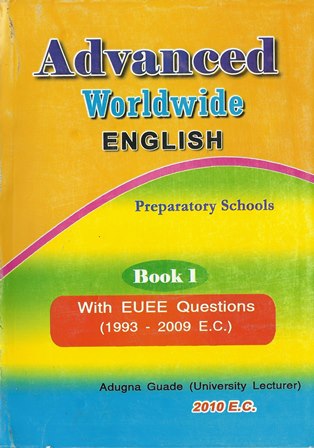 Advanced
Worldwide
ENGLISH
Preparatory Schools
Book 1
With EUEE Questions
(1993 - 2009 E.C.)
Adugna Guade (University Lecturer)
2010 E.C.